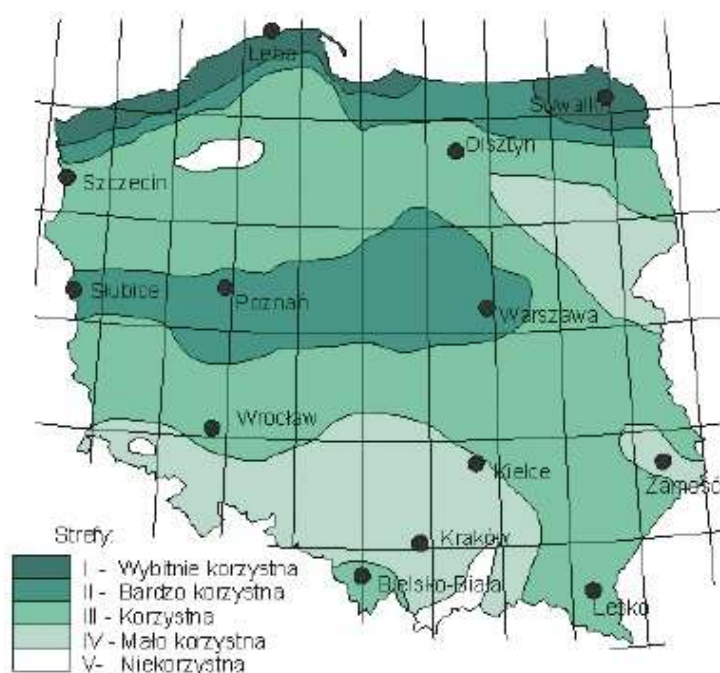 Łeba
Suwałki
Olsztyn
Szczecin
Słubice
Poznań
Warszawa
Wrocław
Kielce
Zamość
Kraków
Bielsko-Biała
Lesko
Strefy:
I - Wybitnie korzystna
II - Bardzo korzystna
III - Korzystna
IV - Mało korzystna
V- Niekorzystna